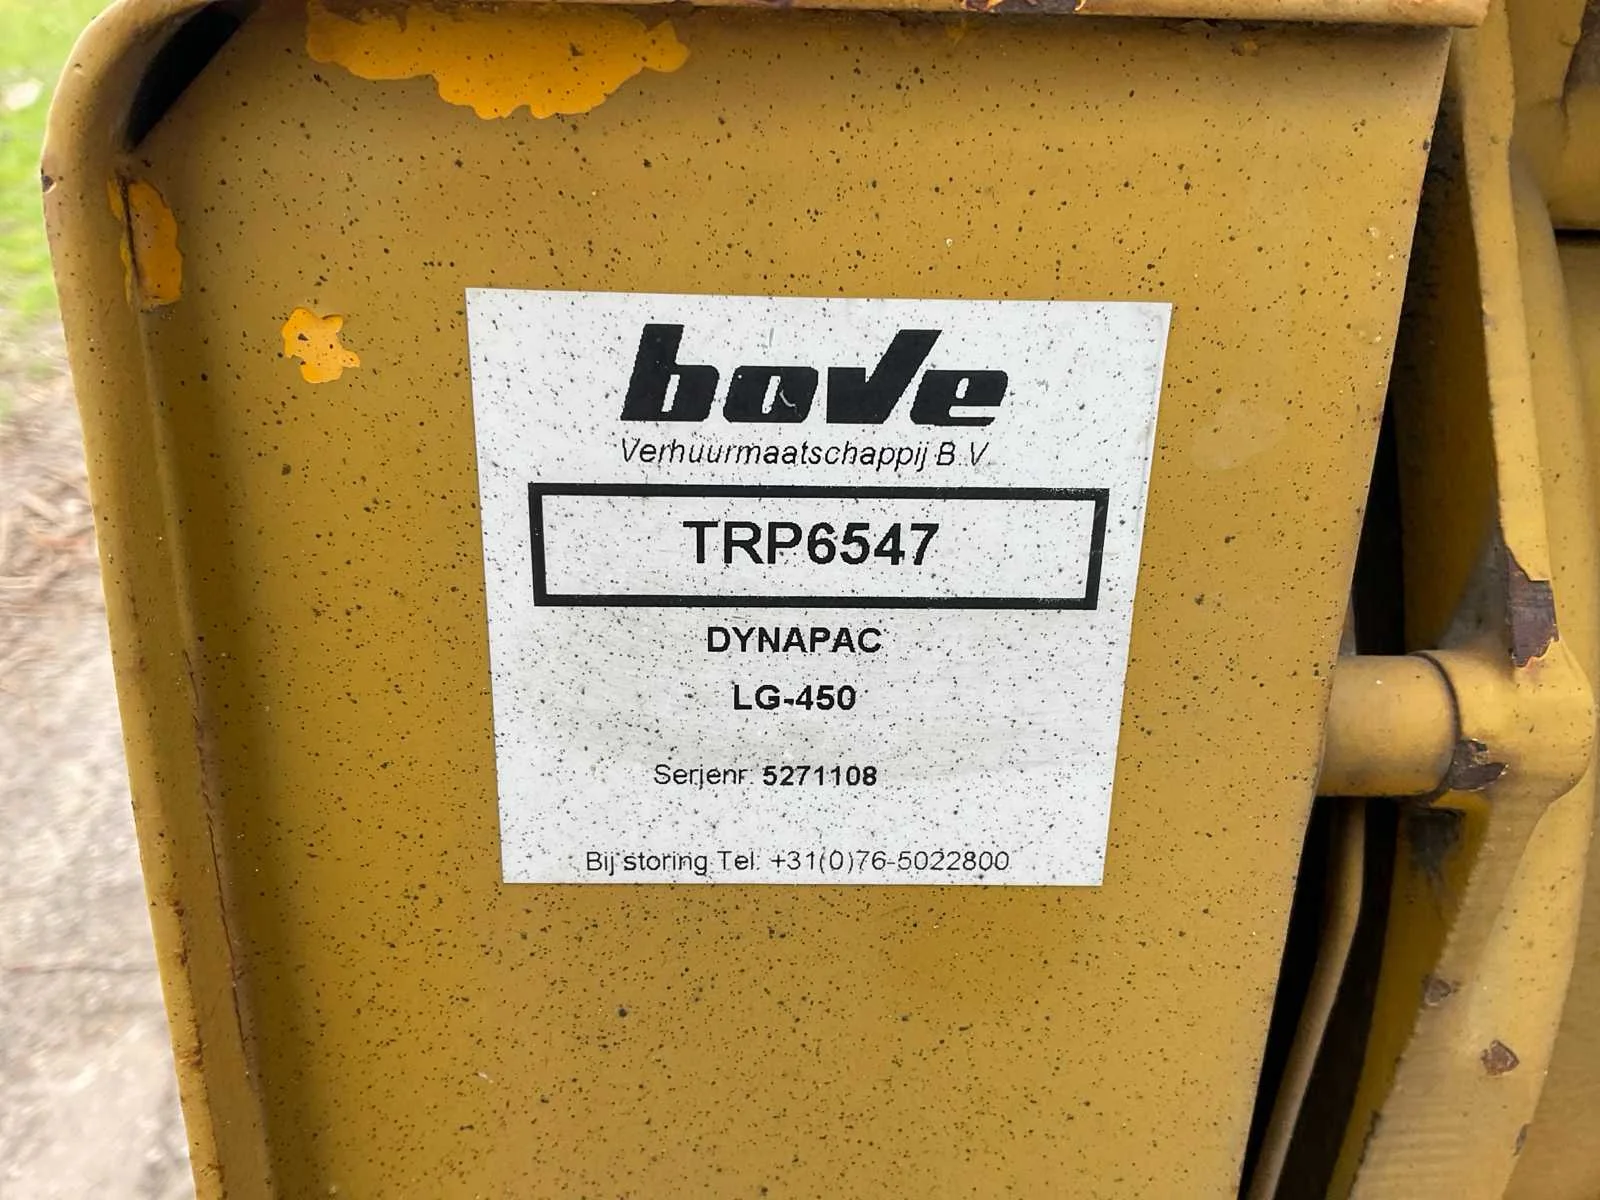 bove
Verhuurmaatschappij B.V
TRP6547
DYNAPAC
LG-450
Serienr. 5271108
Bij storing Tel. +31(0)76-5022800